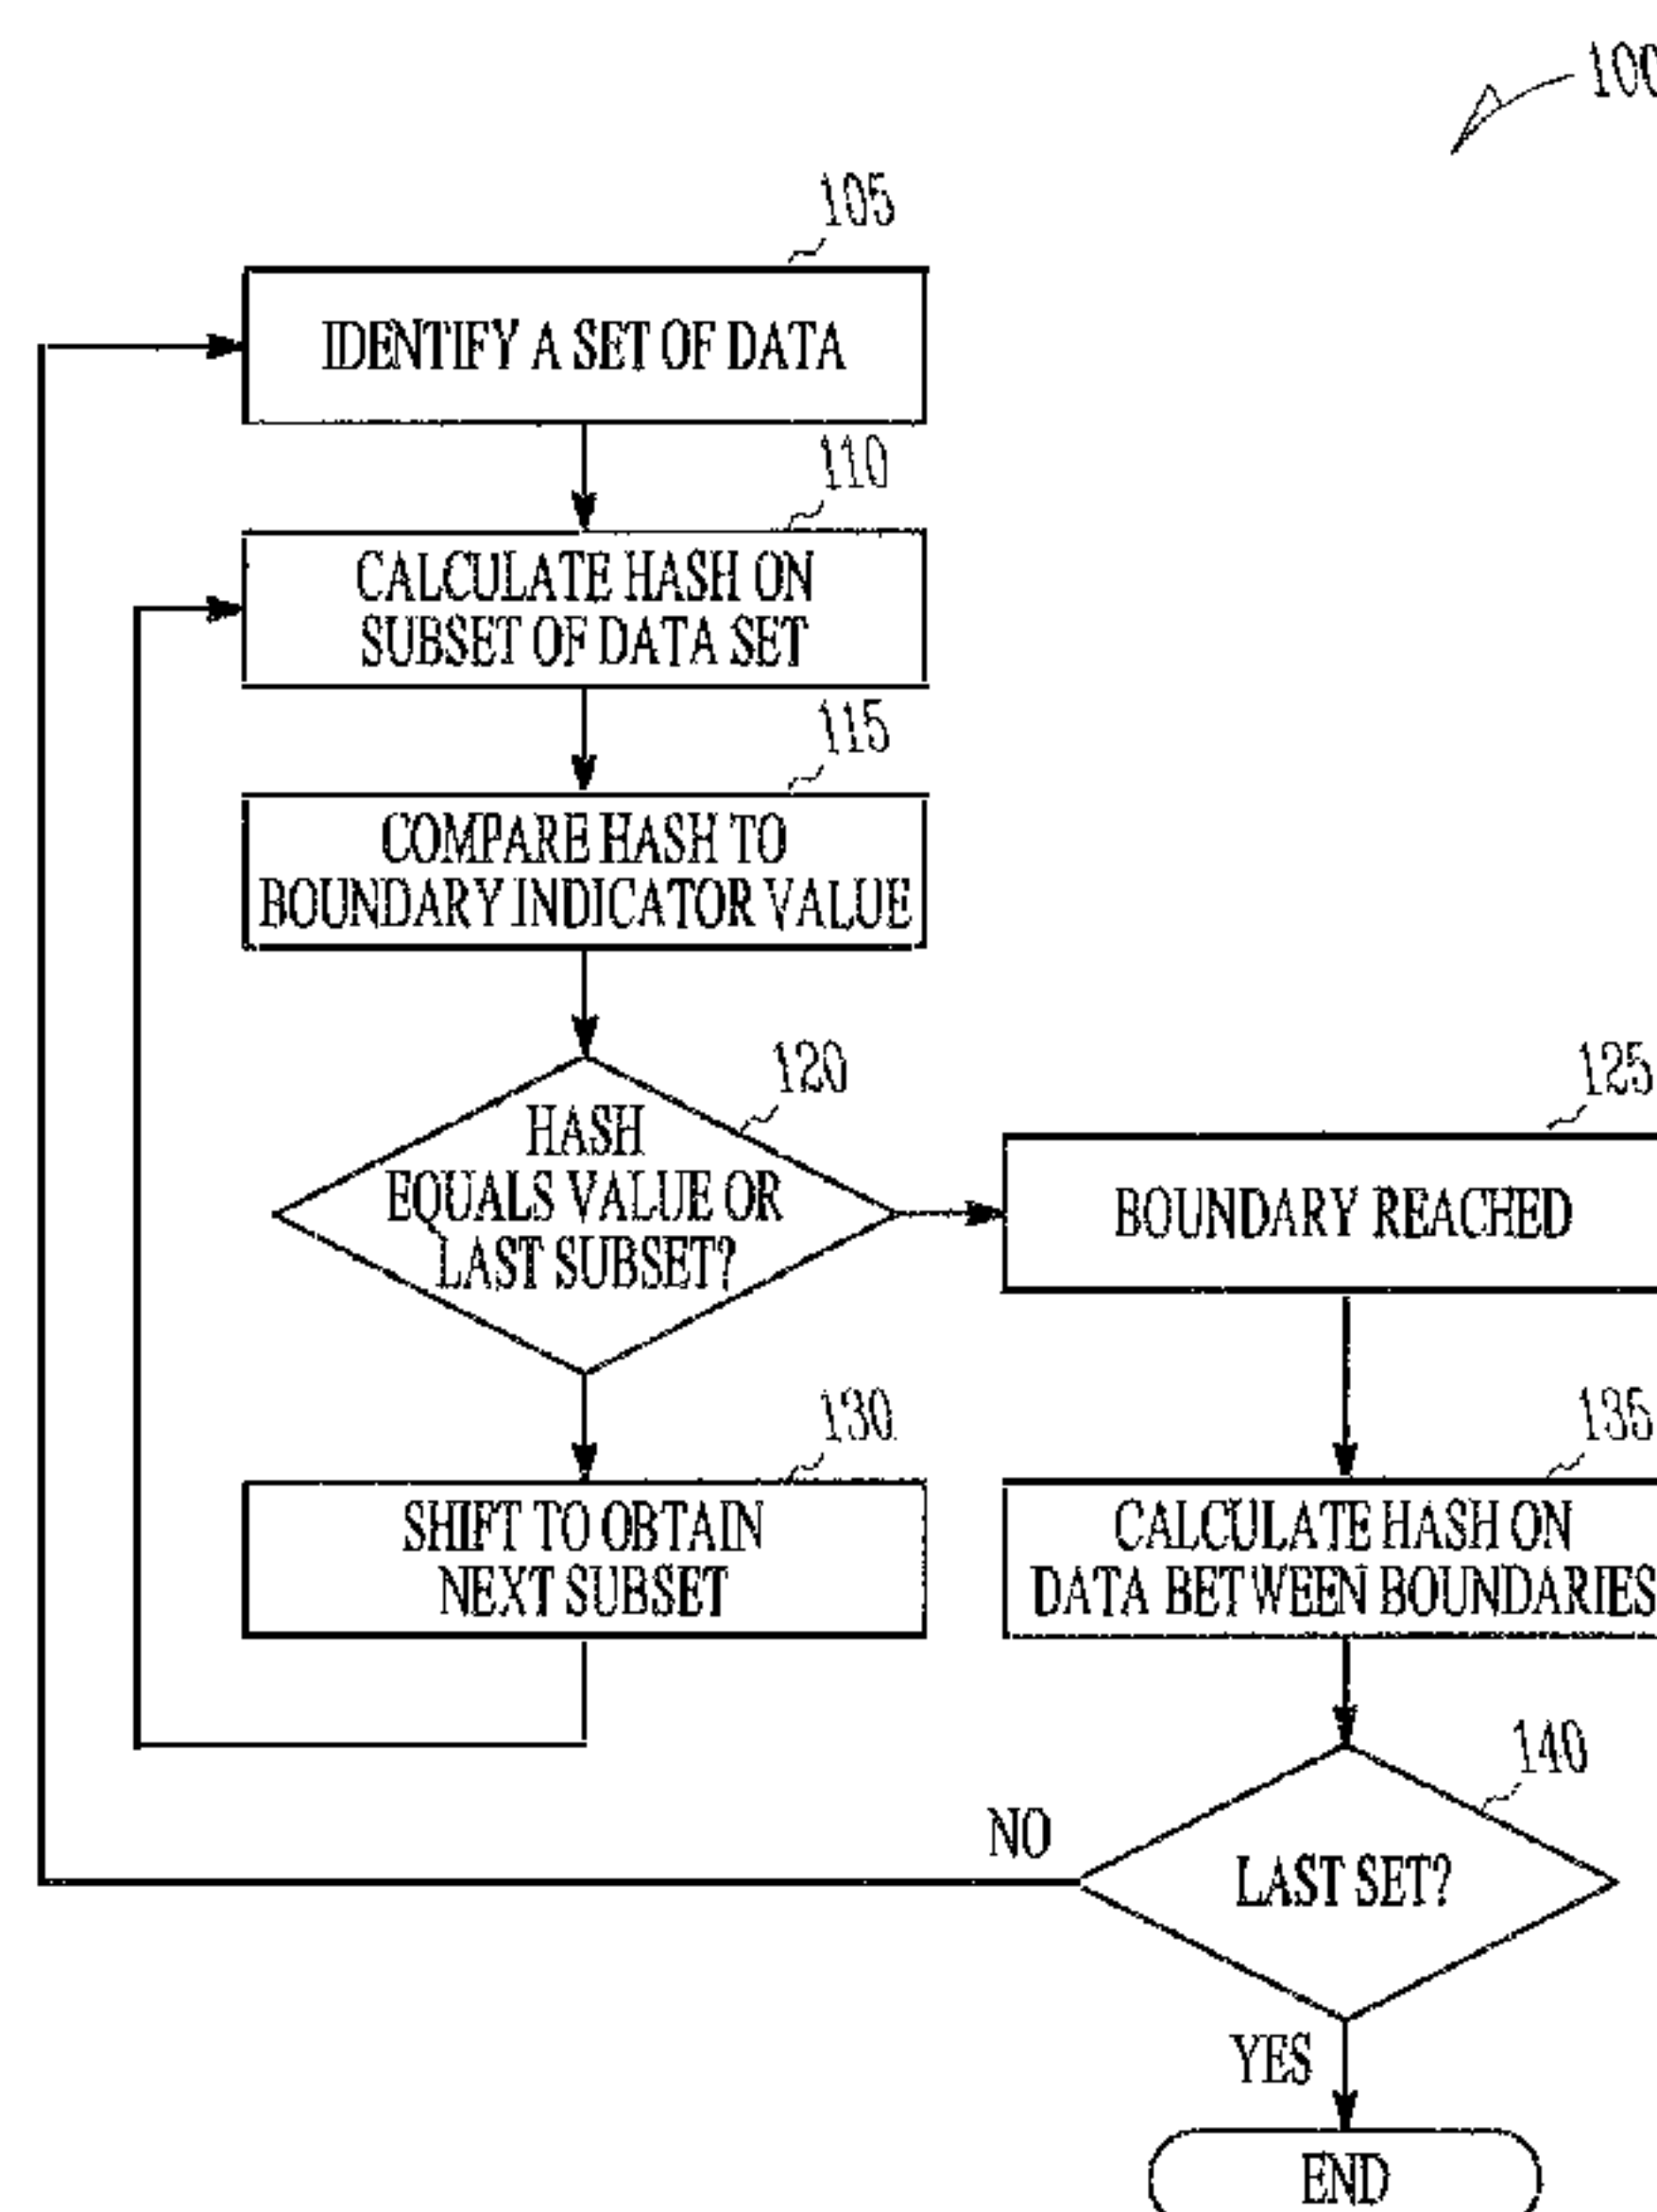 100
105
IDENTIFY A SET OF DATA
110
CALCULATE HASH ON
SUBSET OF DATA SET
115
COMPARE HASH TO
BOUNDARY INDICATOR VALUE
120
HASH
EQUALS VALUE OR
LAST SUBSET?
125
BOUNDARY REACHED
130
SHIFT TO OBTAIN
NEXT SUBSET
135
CALCULATE HASH ON
DATA BETWEEN BOUNDARIES
140
LAST SET?
NO
YES
END